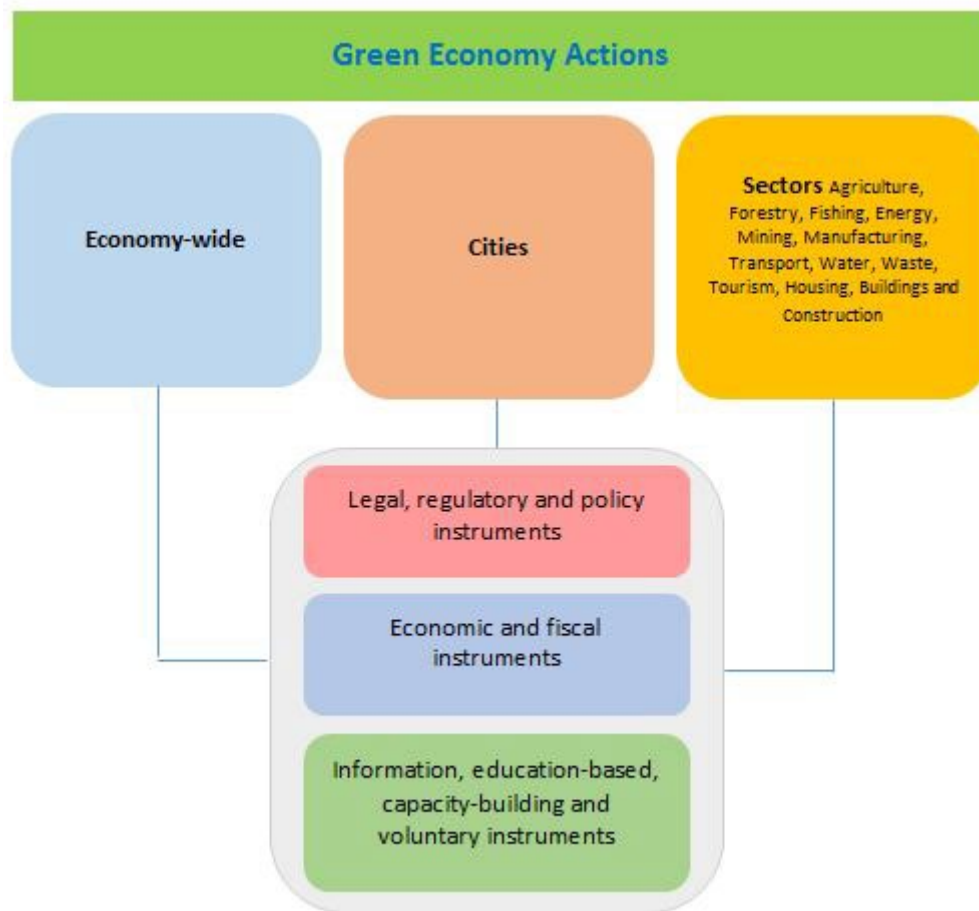 Green Economy Actions
Economy-wide
Cities
Sectors Agriculture,
Forestry, Fishing, Energy,
Mining, Manufacturing,
Transport, Water, Waste,
Tourism, Housing, Buildings and
Construction
Legal, regulatory and policy
instruments
Economic and fiscal
instruments
Information, education-based,
capacity-building and
voluntary instruments